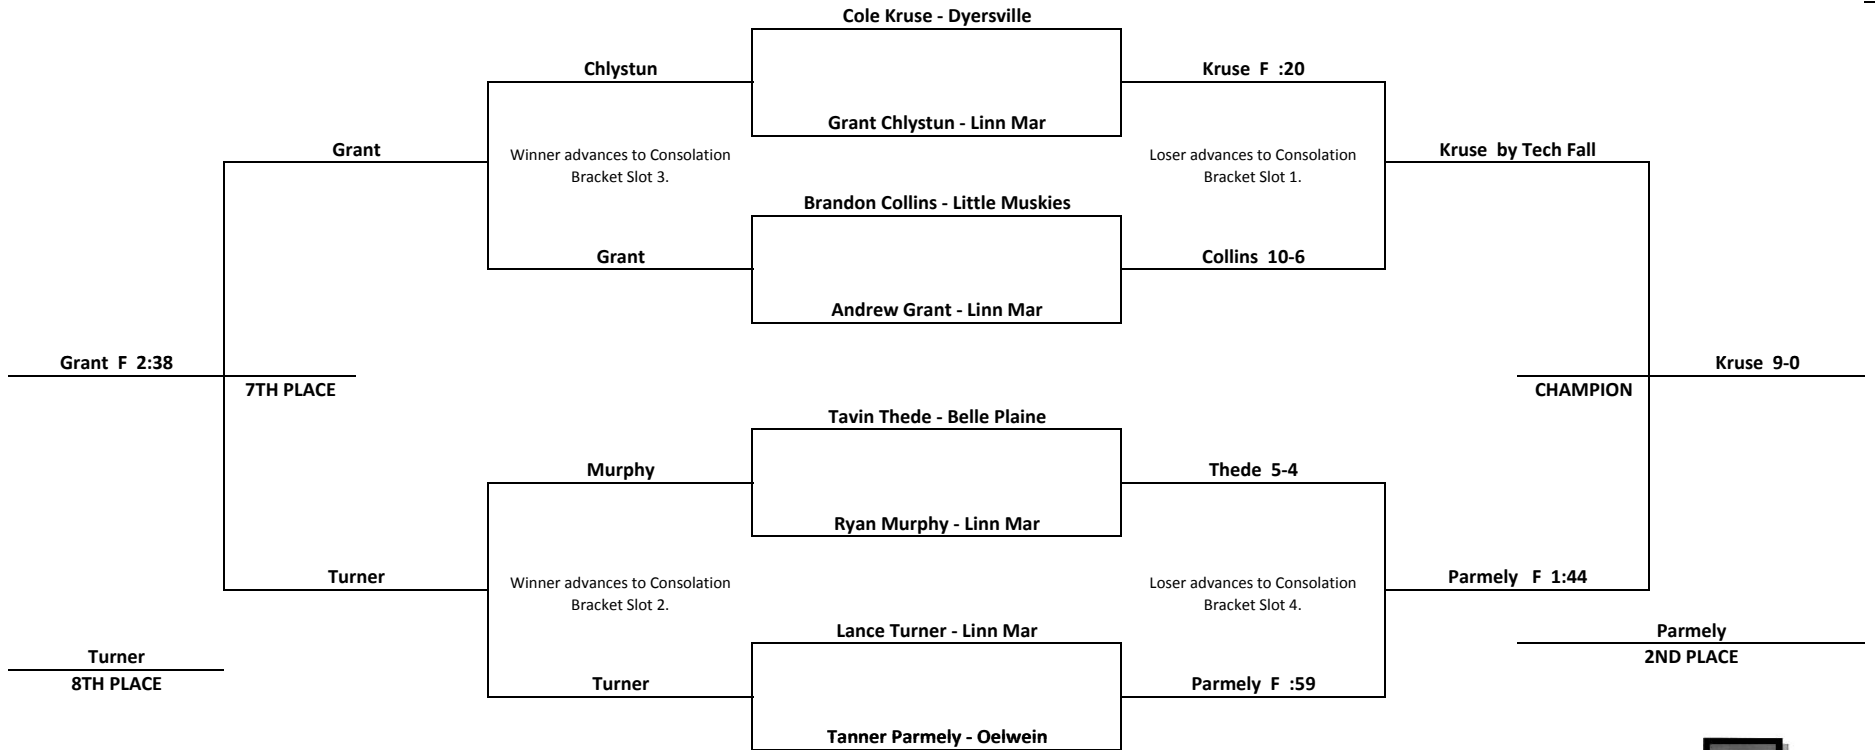 Cole Kruse - Dyersville
Chlystun
Kruse F :20
Grant Chlystun - Linn Mar
Grant
Winner advances to Consolation
Bracket Slot 3.
Loser advances to Consolation
Bracket Slot 1.
Kruse by Tech Fall
Brandon Collins - Little Muskies
Grant
Collins 10-6
Andrew Grant - Linn Mar
Grant F 2:38
Kruse 9-0
7TH PLACE
CHAMPION
Tavin Thede - Belle Plaine
Murphy
Thede 5-4
Ryan Murphy - Linn Mar
Turner
Winner advances to Consolation
Bracket Slot 2.
Loser advances to Consolation
Bracket Slot 4.
Parmely F 1:44
Lance Turner - Linn Mar
Parmely
Turner
2ND PLACE
8TH PLACE
Turner
Parmely F :59
Tanner Parmely - Oelwein